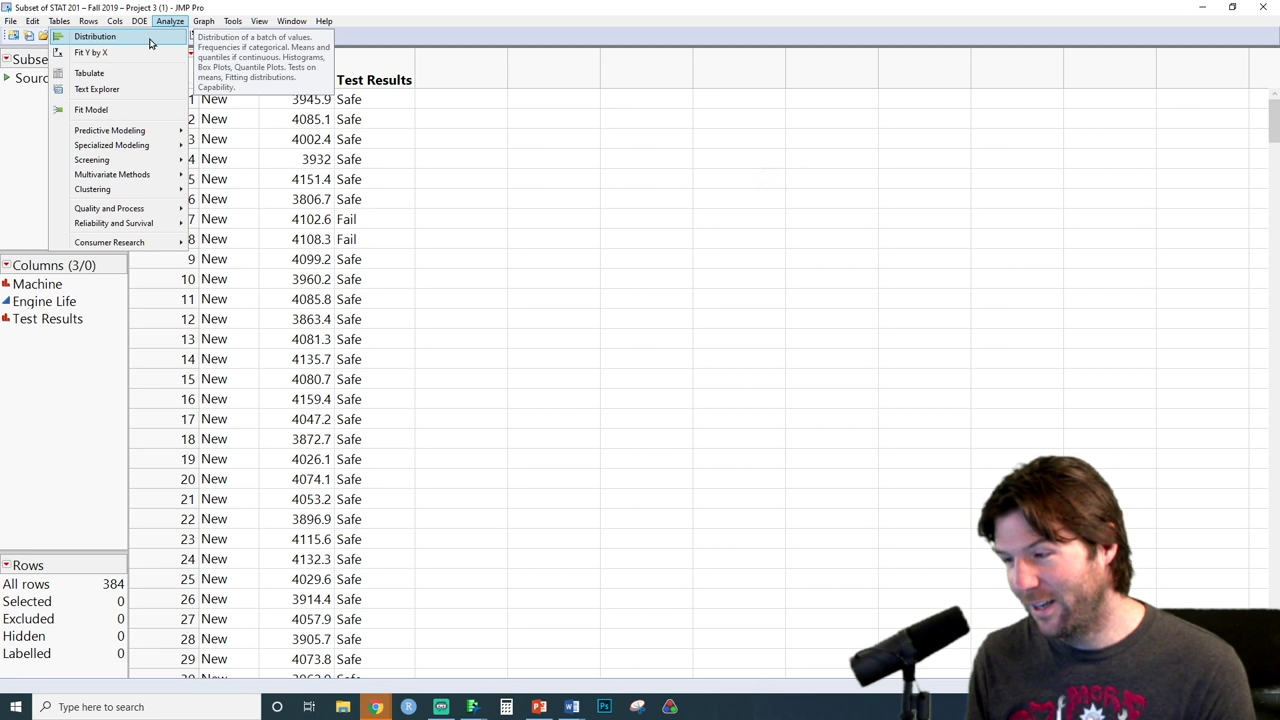 Subset of STAT 201 - Fall 2019 - Project 3 (1) - JMP Pro
File Edit Tables Rows Cols DOE Analyze Graph Tools View Window Help
Distribution
Fit Y by X
Tabulate
Text Explorer
Fit Model
Predictive Modeling
Specialized Modeling
Screening
Multivariate Methods
Clustering
Quality and Process
Reliability and Survival
Consumer Research
Distribution of a batch of values.
Frequencies if categorical. Means and
quantiles if continuous. Histograms,
Box Plots, Quantile Plots. Tests on
means, Fitting distributions.
Capability.
Subse
Sourc
Test Results
1 New 3945.9 Safe
2 New 4085.1 Safe
3 New 4002.4 Safe
4 New 3932 Safe
5 New 4151.4 Safe
6 New 3806.7 Safe
7 New 4102.6 Fail
8 New 4108.3 Fail
9 New 4099.2 Safe
10 New 3960.2 Safe
11 New 4085.8 Safe
12 New 3863.4 Safe
13 New 4081.3 Safe
14 New 4135.7 Safe
15 New 4080.7 Safe
16 New 4159.4 Safe
17 New 4047.2 Safe
18 New 3872.7 Safe
19 New 4026.1 Safe
20 New 4074.1 Safe
21 New 4053.2 Safe
22 New 3896.9 Safe
23 New 4115.6 Safe
24 New 4132.3 Safe
25 New 4029.6 Safe
26 New 3914.4 Safe
27 New 4057.9 Safe
28 New 3905.7 Safe
29 New 4073.8 Safe
Columns (3/0)
Machine
Engine Life
Test Results
Rows
All rows 384
Selected 0
Excluded 0
Hidden 0
Labelled 0
Type here to search
MORE